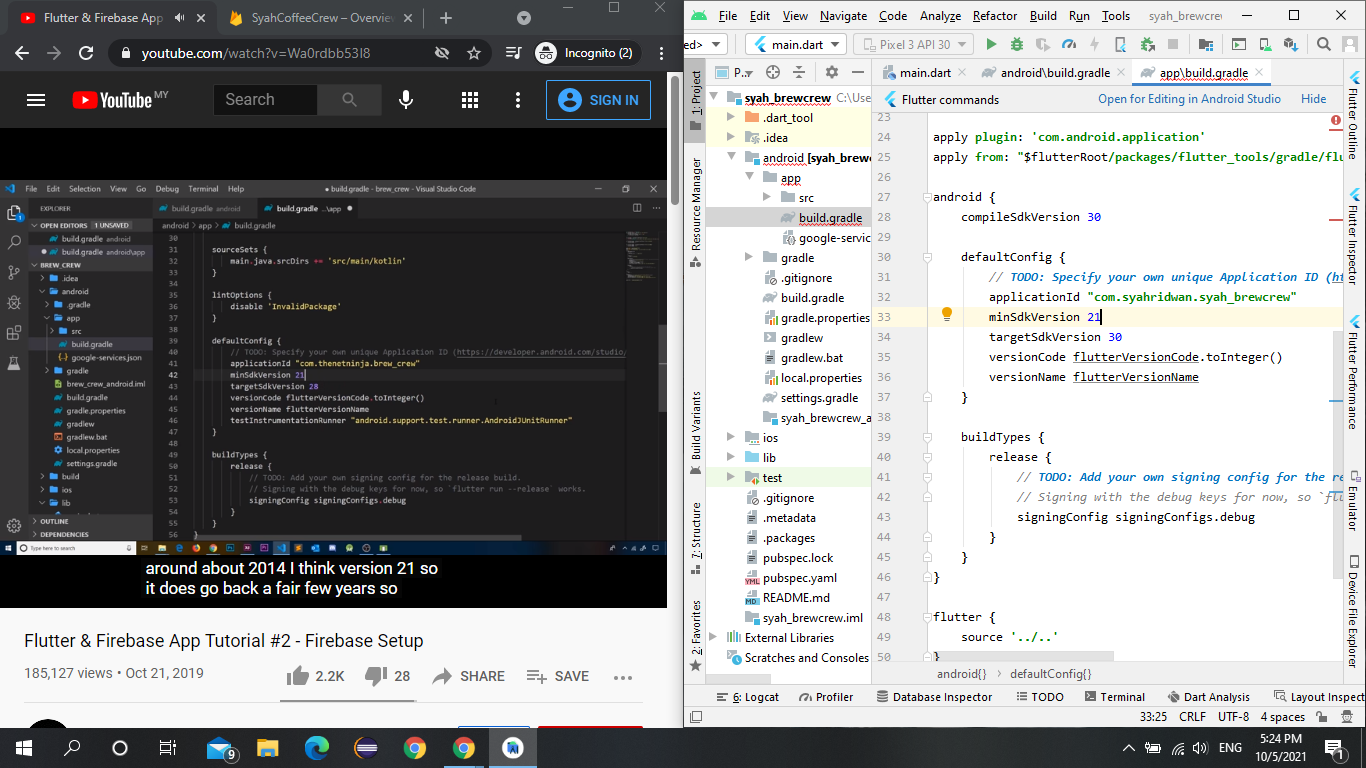 Flutter & Firebase App
SyahCoffeeCrew – Overview
youtube.com/watch?v=Wa0rdbb53I8
Incognito (2)
YouTube MY
Search
SIGN IN
File Edit Selection View Go Debug Terminal Help
● build.gradle - brew_crew - Visual Studio Code
EXPLORER
OPEN EDITORS 1 UNSAVED
build.gradle android
build.gradle android\app
BREW_CREW
.idea
android
.gradle
app
src
build.gradle
google-services.json
gradle
brew_crew_android.iml
build.gradle
gradle.properties
gradlew
gradlew.bat
local.properties
settings.gradle
build
ios
lib
OUTLINE
DEPENDENCIES
build.gradle android
build.gradle ..\app
android > app > build.gradle
30
31 sourceSets {
32 main.java.srcDirs += 'src/main/kotlin'
33 }
34
35 lintOptions {
36 disable 'InvalidPackage'
37 }
38
39 defaultConfig {
40 // TODO: Specify your own unique Application ID (https://developer.android.com/studio/
41 applicationId "com.thenetninja.brew_crew"
42 minSdkVersion 21
43 targetSdkVersion 28
44 versionCode flutterVersionCode.toInteger()
45 versionName flutterVersionName
46 testInstrumentationRunner "android.support.test.runner.AndroidJUnitRunner"
47 }
48
49 buildTypes {
50 release {
51 // TODO: Add your own signing config for the release build.
52 // Signing with the debug keys for now, so `flutter run --release` works.
53 signingConfig signingConfigs.debug
54 }
55 }
56 }
Type here to search
around about 2014 I think version 21 so
it does go back a fair few years so
Flutter & Firebase App Tutorial #2 - Firebase Setup
185,127 views • Oct 21, 2019
2.2K
28
SHARE
SAVE
File Edit View Navigate Code Analyze Refactor Build Run Tools
syah_brewcrew
ed>
main.dart
Pixel 3 API 30
P...
main.dart
android\build.gradle
app\build.gradle
Flutter commands
Open for Editing in Android Studio
Hide
1: Project
Resource Manager
Build Variants
7: Structure
2: Favorites
syah_brewcrew C:\Use
.dart_tool
.idea
android [syah_brewc
app
src
build.gradle
google-servic
gradle
.gitignore
build.gradle
gradle.properties
gradlew
gradlew.bat
local.properties
settings.gradle
syah_brewcrew_a
ios
lib
test
.gitignore
.metadata
.packages
pubspec.lock
pubspec.yaml
README.md
syah_brewcrew.iml
External Libraries
Scratches and Consoles
23
24 apply plugin: 'com.android.application'
25 apply from: "$flutterRoot/packages/flutter_tools/gradle/flu
26
27 android {
28 compileSdkVersion 30
29
30 defaultConfig {
31 // TODO: Specify your own unique Application ID (ht
32 applicationId "com.syahridwan.syah_brewcrew"
33 minSdkVersion 21
34 targetSdkVersion 30
35 versionCode flutterVersionCode.toInteger()
36 versionName flutterVersionName
37 }
38
39 buildTypes {
40 release {
41 // TODO: Add your own signing config for the re
42 // Signing with the debug keys for now, so `flu
43 signingConfig signingConfigs.debug
44 }
45 }
46 }
47
48 flutter {
49 source '../..'
50 }
android{} › defaultConfig{}
Flutter Outline
Flutter Inspector
Flutter Performance
Emulator
Device File Explorer
6: Logcat
Profiler
Database Inspector
TODO
Terminal
Dart Analysis
Layout Inspect
33:25 CRLF UTF-8 4 spaces
9
ENG
5:24 PM
10/5/2021
1